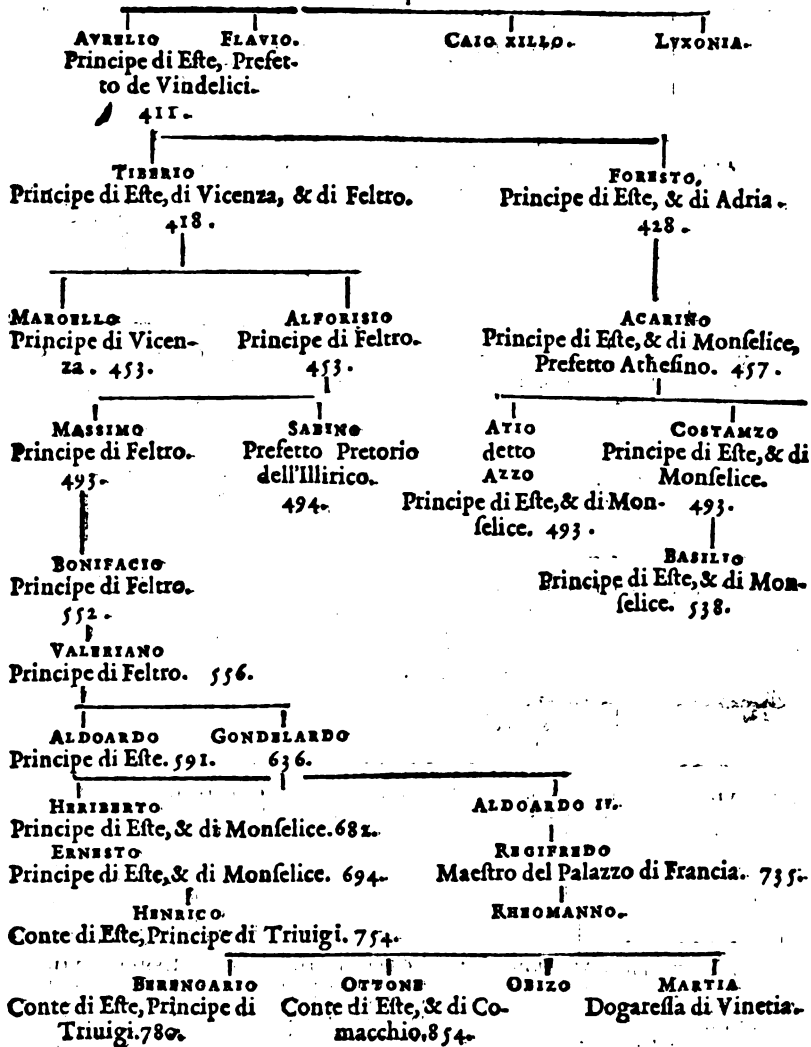 AVRELIO FLAVIO. CAIO XILLO. LVXONIA.
Principe di Eſte, Prefet-
to de Vindelici.
411.
TIBERIO FORESTO.
Principe di Eſte, di Vicenza, & di Feltro. Principe di Eſte, & di Adria.
418. 428.
MARCELLO ALFORISIO ACARINO
Principe di Vicen- Principe di Feltro. Principe di Eſte, & di Monſelice,
za. 453. 453. Prefetto Atheſino. 457.
MASSIMO SABINO ATIO COSTAMZO
Principe di Feltro. Prefetto Pretorio detto Principe di Eſte, & di
493. dell'Illirico. AZZO Monſelice.
494. Principe di Eſte, & di Mon- 493.
ſelice. 493.
BONIFACIO BASILIO
Principe di Feltro. Principe di Eſte, & di Mon-
552. ſelice. 538.
VALERIANO
Principe di Feltro. 556.
ALDOARDO GONDELARDO
Principe di Eſte. 591. 636.
HERIBERTO ALDOARDO IV.
Principe di Eſte, & di Monſelice. 682.
ERNESTO REGIFREDO
Principe di Eſte, & di Monſelice. 694. Maeſtro del Palazzo di Francia. 735.
HENRICO RHEOMANNO.
Conte di Eſte, Principe di Triuigi. 754.
BERENGARIO OTTONE OBIZO MARTIA
Conte di Eſte, Principe di Conte di Eſte, & di Co- Dogareſſa di Vinetia.
Triuigi. 780. macchio. 854.